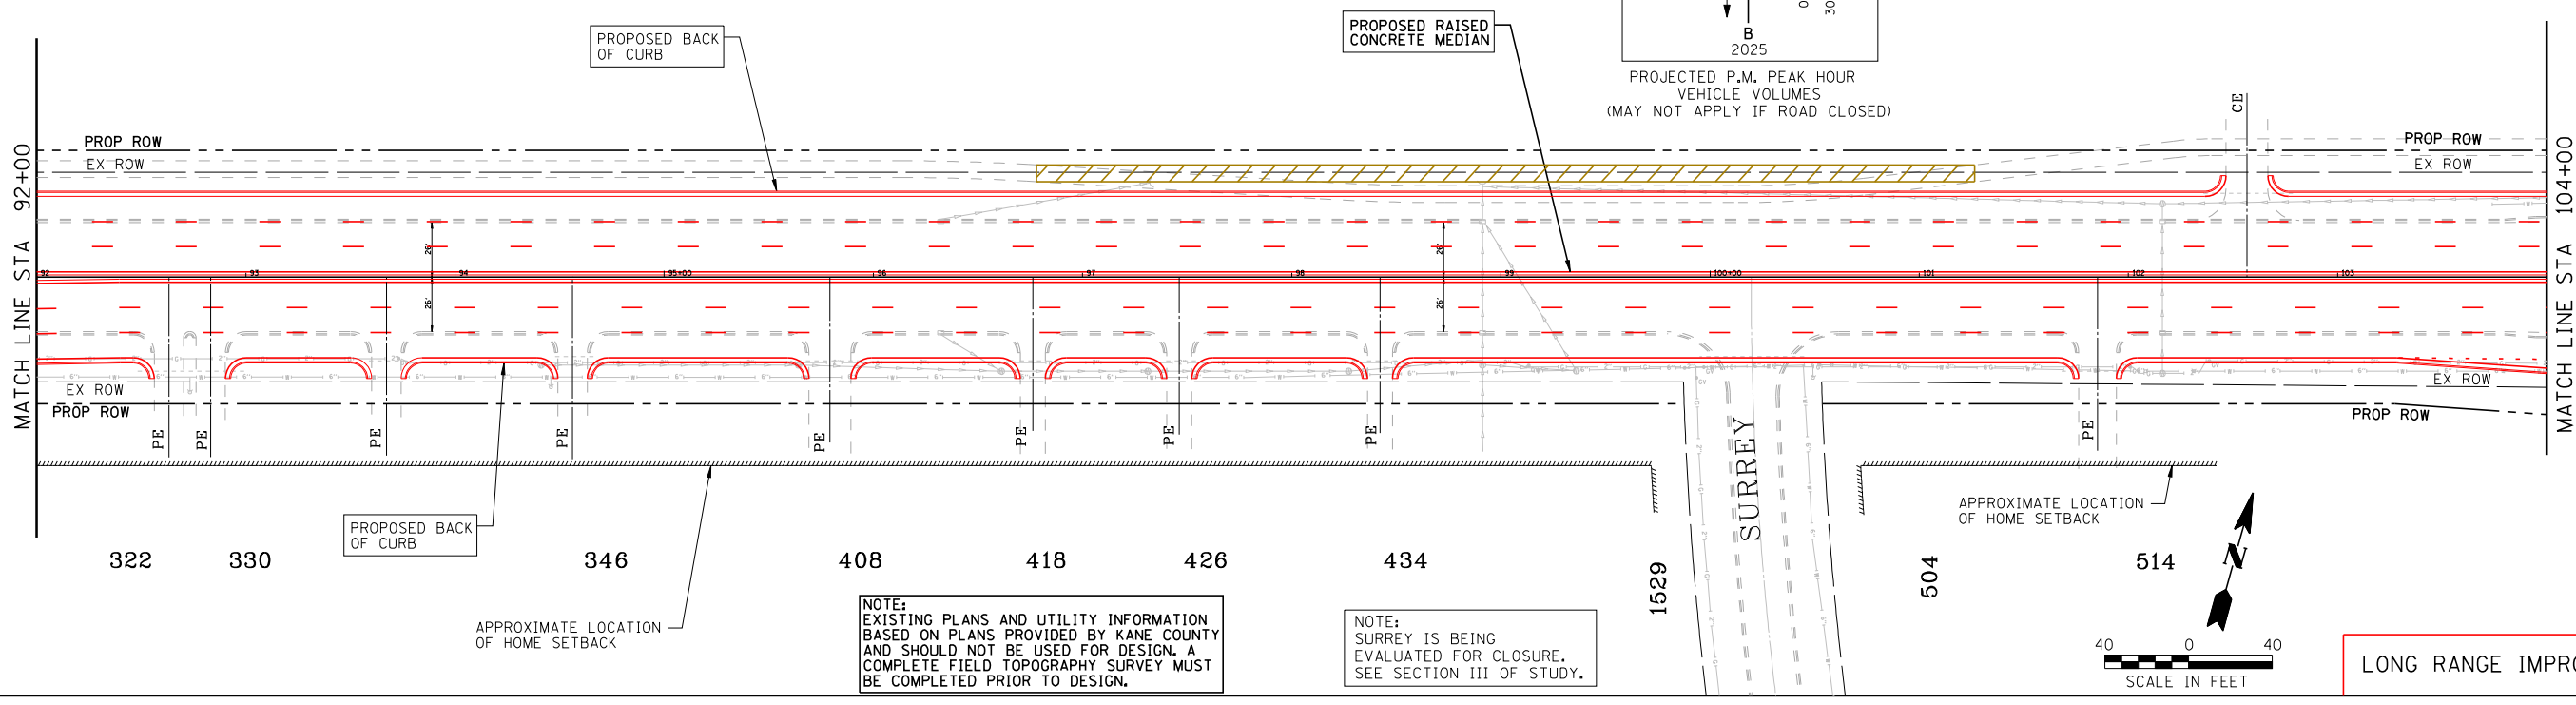 PROPOSED BACK
OF CURB
PROPOSED RAISED
CONCRETE MEDIAN
0
30
B
2025
PROJECTED P.M. PEAK HOUR
VEHICLE VOLUMES
(MAY NOT APPLY IF ROAD CLOSED)
CE
MATCH LINE STA 92+00
PROP ROW
EX ROW
PROP ROW
EX ROW
MATCH LINE STA 104+00
26'
26'
92
93
94
95+00
96
97
98
99
100+00
101
102
103
26'
26'
EX ROW
PROP ROW
EX ROW
PROP ROW
PE
PE
PE
PE
PE
PE
PE
PE
PE
SURREY
PROPOSED BACK
OF CURB
APPROXIMATE LOCATION
OF HOME SETBACK
322
330
346
408
418
426
434
1529
504
514
N
APPROXIMATE LOCATION
OF HOME SETBACK
NOTE:
EXISTING PLANS AND UTILITY INFORMATION
BASED ON PLANS PROVIDED BY KANE COUNTY
AND SHOULD NOT BE USED FOR DESIGN. A
COMPLETE FIELD TOPOGRAPHY SURVEY MUST
BE COMPLETED PRIOR TO DESIGN.
NOTE:
SURREY IS BEING
EVALUATED FOR CLOSURE.
SEE SECTION III OF STUDY.
40 0 40
SCALE IN FEET
LONG RANGE IMPR